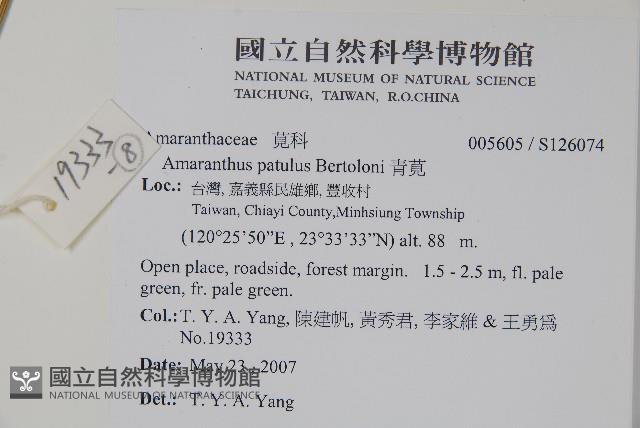 國立自然科學博物館
NATIONAL MUSEUM OF NATURAL SCIENCE
TAICHUNG, TAIWAN, R.O.CHINA
19333
-8
Amaranthaceae 莧科 005605 / S126074
Amaranthus patulus Bertoloni 青莧
Loc.: 台灣, 嘉義縣民雄鄉, 豐收村
Taiwan, Chiayi County,Minhsiung Township
(120°25’50”E , 23°33’33”N) alt. 88 m.
Open place, roadside, forest margin. 1.5 - 2.5 m, fl. pale
green, fr. pale green.
Col.: T. Y. A. Yang, 陳建帆, 黃秀君, 李家維 & 王勇為
No.19333
Date: May 23, 2007
國立自然科學博物館
NATIONAL MUSEUM OF NATURAL SCIENCE
Det.: T. Y. A. Yang